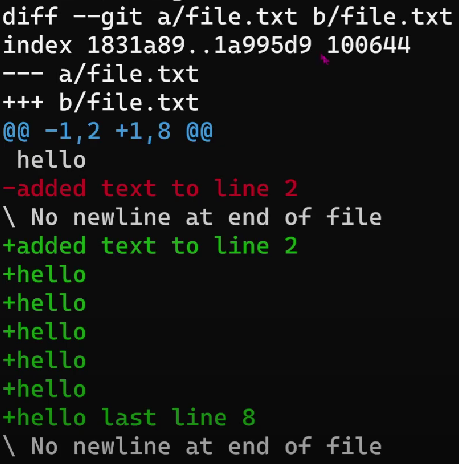 diff --git a/file.txt b/file.txt
index 1831a89..1a995d9 100644
--- a/file.txt
+++ b/file.txt
@@ -1,2 +1,8 @@
 hello
-added text to line 2
\ No newline at end of file
+added text to line 2
+hello
+hello
+hello
+hello
+hello
+hello last line 8
\ No newline at end of file